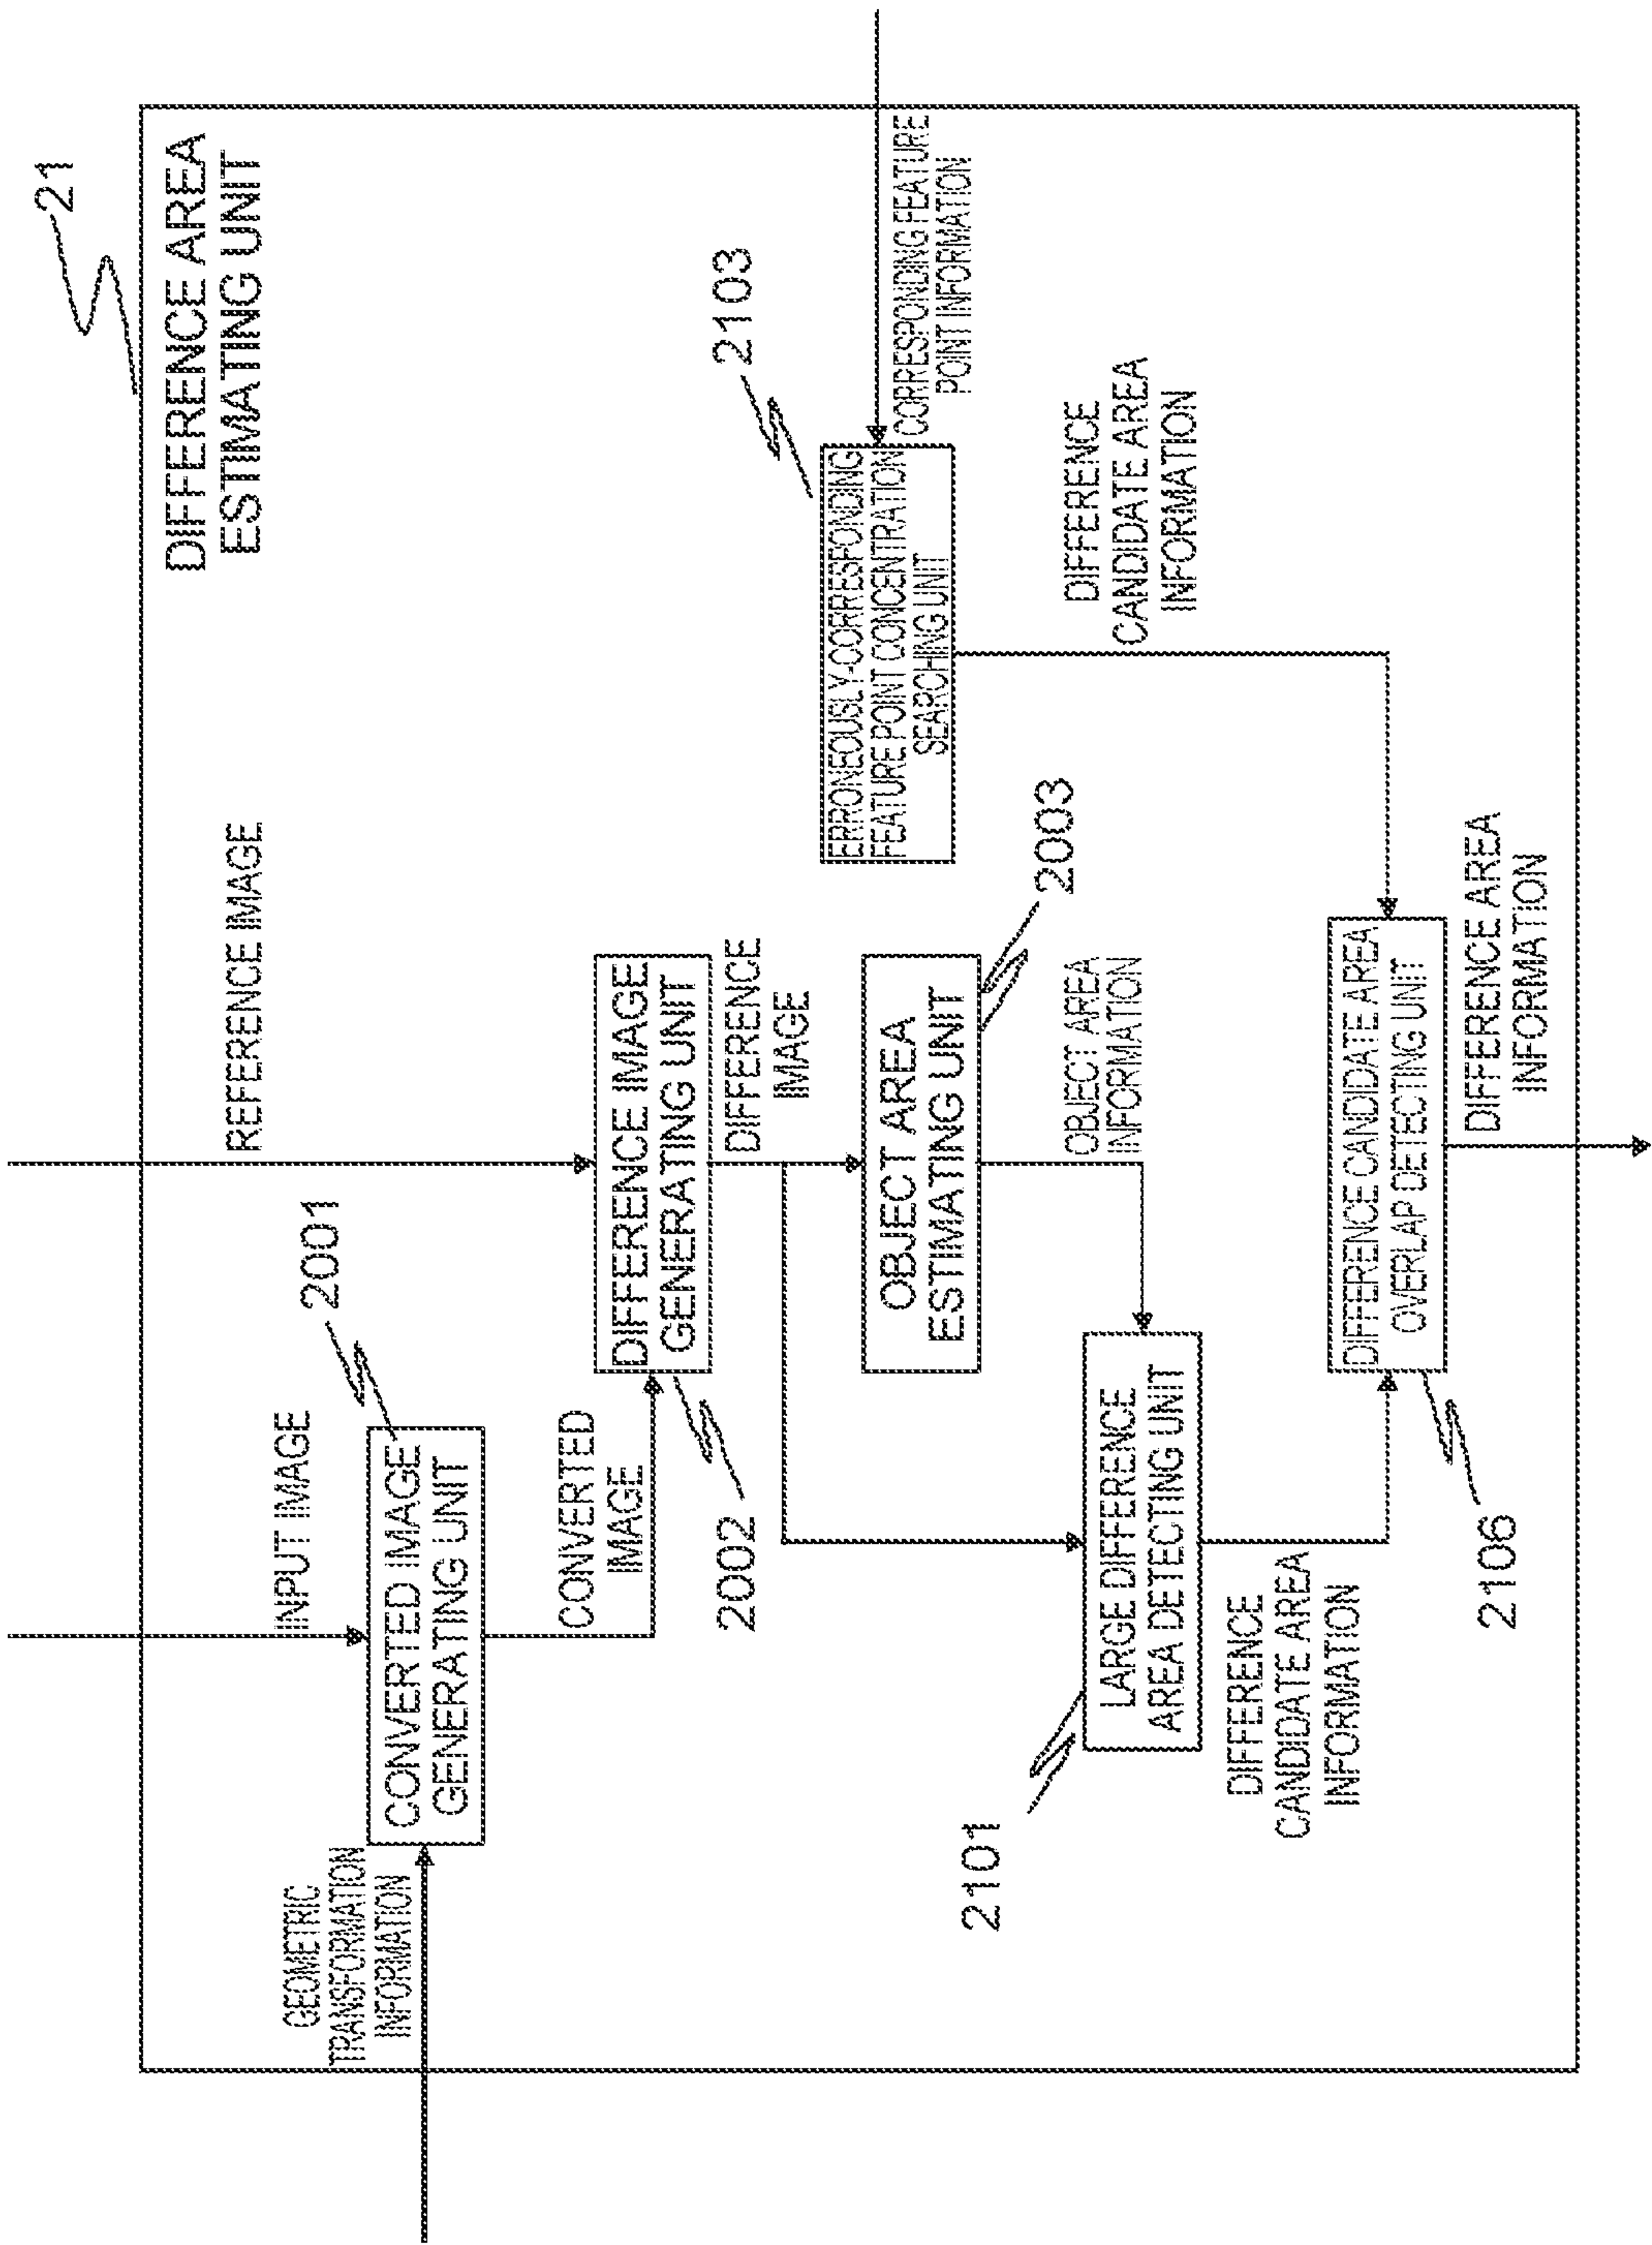 21
DIFFERENCE AREA
ESTIMATING UNIT
REFERENCE IMAGE
INPUT IMAGE
2001
GEOMETRIC
TRANSFORMATION
INFORMATION
CONVERTED IMAGE
GENERATING UNIT
CONVERTED
IMAGE
DIFFERENCE IMAGE
GENERATING UNIT
2002
DIFFERENCE
IMAGE
2103
ERRONEOUSLY-CORRESPONDING
FEATURE POINT CONCENTRATION
SEARCHING UNIT
CORRESPONDING FEATURE
POINT INFORMATION
OBJECT AREA
ESTIMATING UNIT
2003
OBJECT AREA
INFORMATION
DIFFERENCE
CANDIDATE AREA
INFORMATION
2101
LARGE DIFFERENCE
AREA DETECTING UNIT
DIFFERENCE
CANDIDATE AREA
INFORMATION
DIFFERENCE CANDIDATE AREA
OVERLAP DETECTING UNIT
2106
DIFFERENCE AREA
INFORMATION